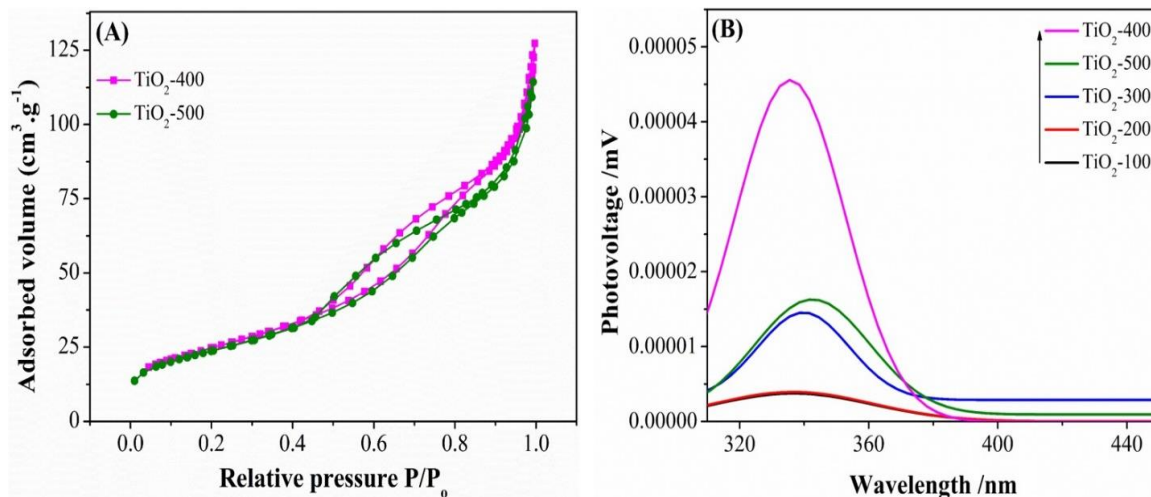 (A)
TiO₂-400
TiO₂-500
Adsorbed volume (cm³.g⁻¹)
125
100
75
50
25
0
0.0 0.2 0.4 0.6 0.8 1.0
Relative pressure P/Pₒ
(B)
TiO₂-400
TiO₂-500
TiO₂-300
TiO₂-200
TiO₂-100
Photovoltage /mV
0.00005
0.00004
0.00003
0.00002
0.00001
0.00000
320 360 400 440
Wavelength /nm